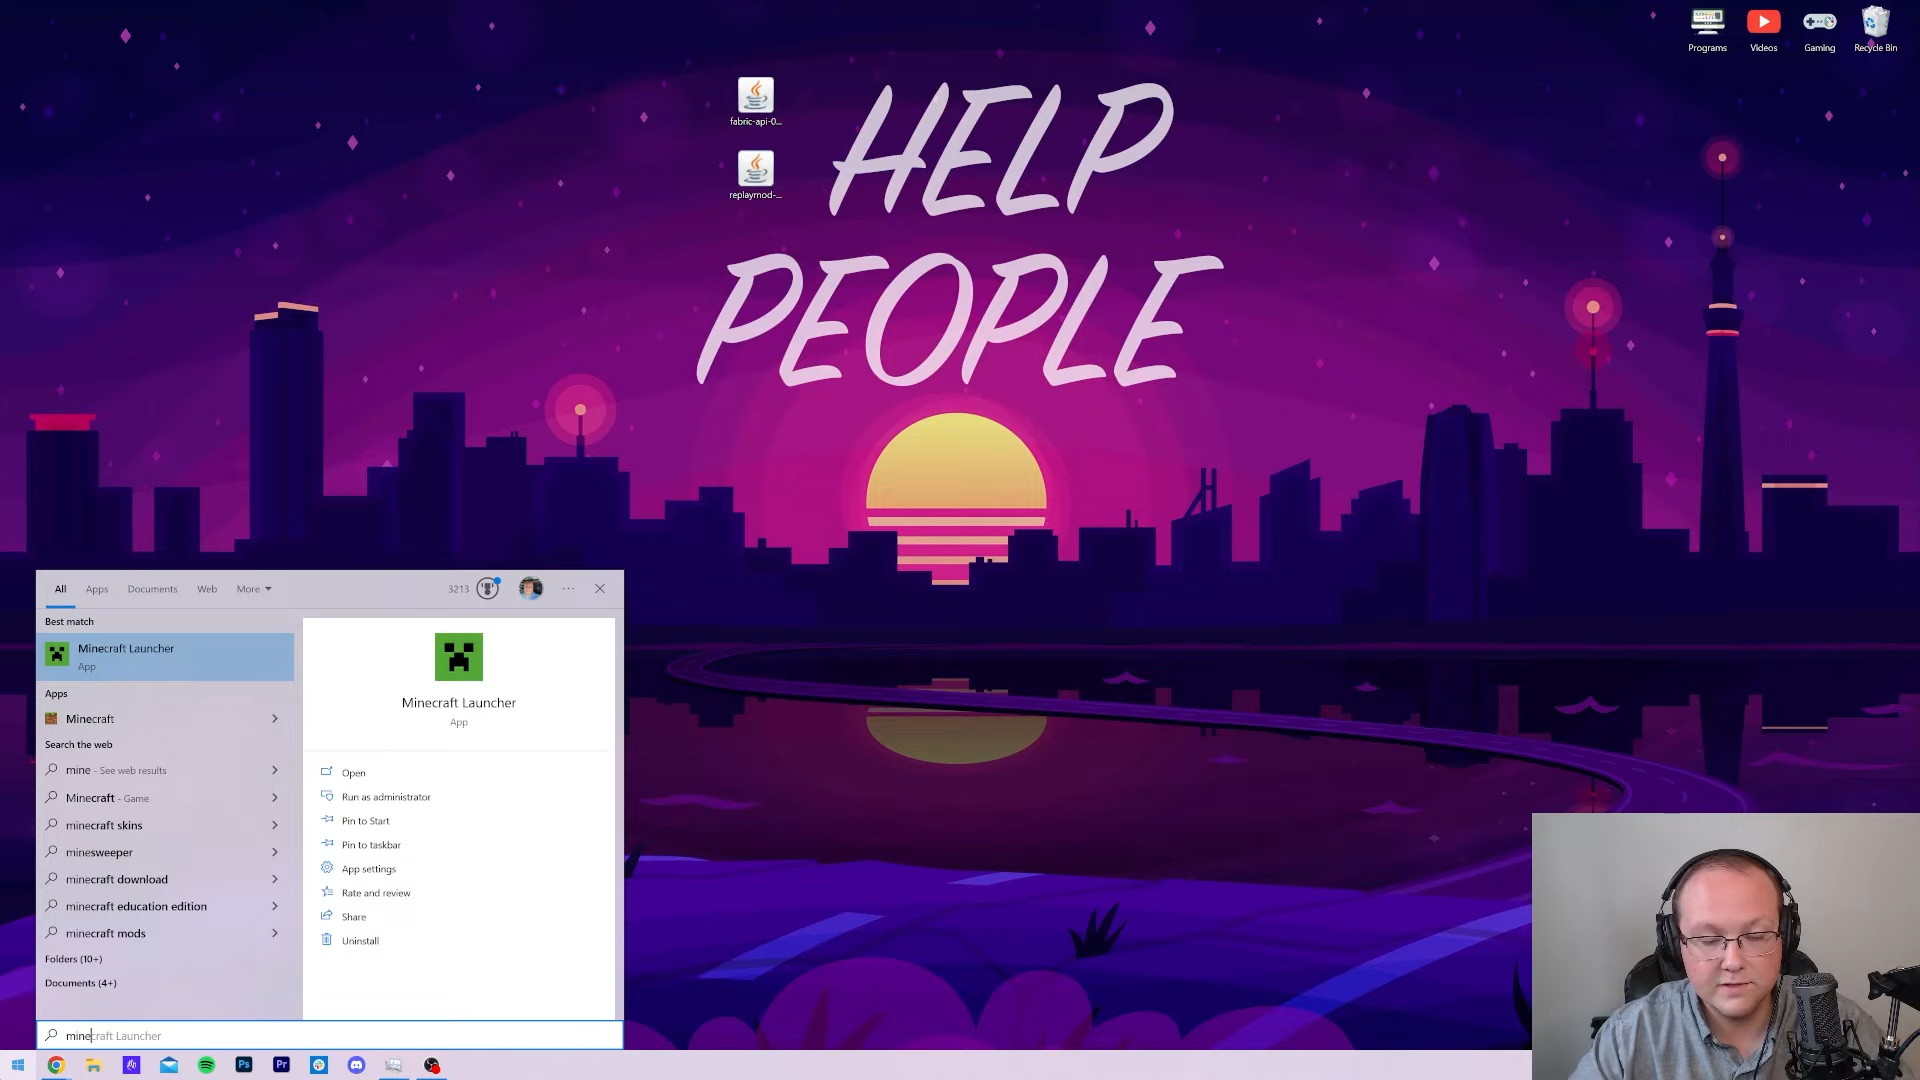 Programs
Videos
Gaming
Recycle Bin
fabric-api-0...
replaymod-...
HELP
PEOPLE
All
Apps
Documents
Web
More
3213
Best match
Minecraft Launcher
App
Apps
Minecraft
Search the web
mine - See web results
Minecraft - Game
minecraft skins
minesweeper
minecraft download
minecraft education edition
minecraft mods
Folders (10+)
Documents (4+)
Minecraft Launcher
App
Open
Run as administrator
Pin to Start
Pin to taskbar
App settings
Rate and review
Share
Uninstall
minecraft Launcher
Ps
Pr